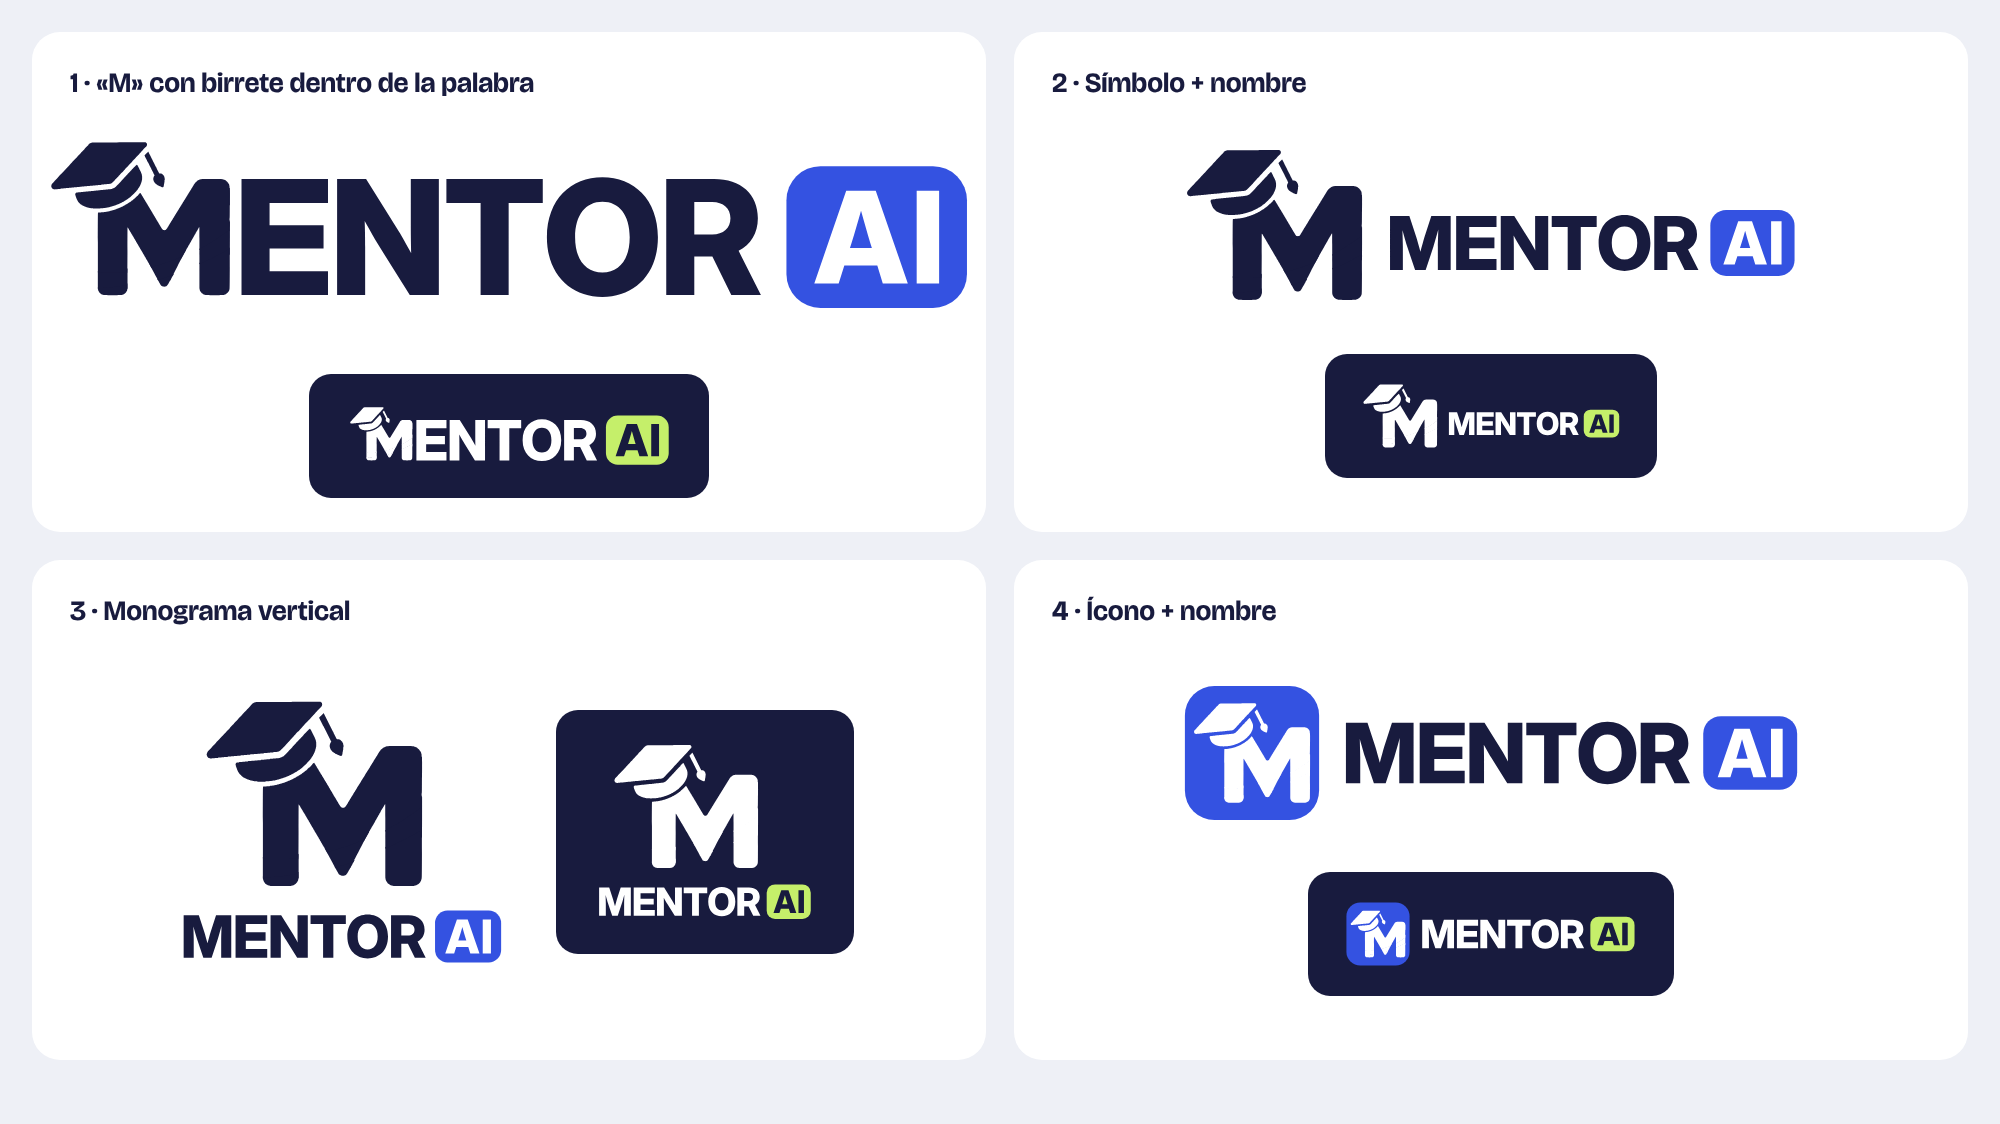 1 · «M» con birrete dentro de la palabra
MENTOR AI
MENTOR AI
2 · Símbolo + nombre
M MENTOR AI
M MENTOR AI
3 · Monograma vertical
M
MENTOR AI
M
MENTOR AI
4 · Ícono + nombre
M MENTOR AI
M MENTOR AI